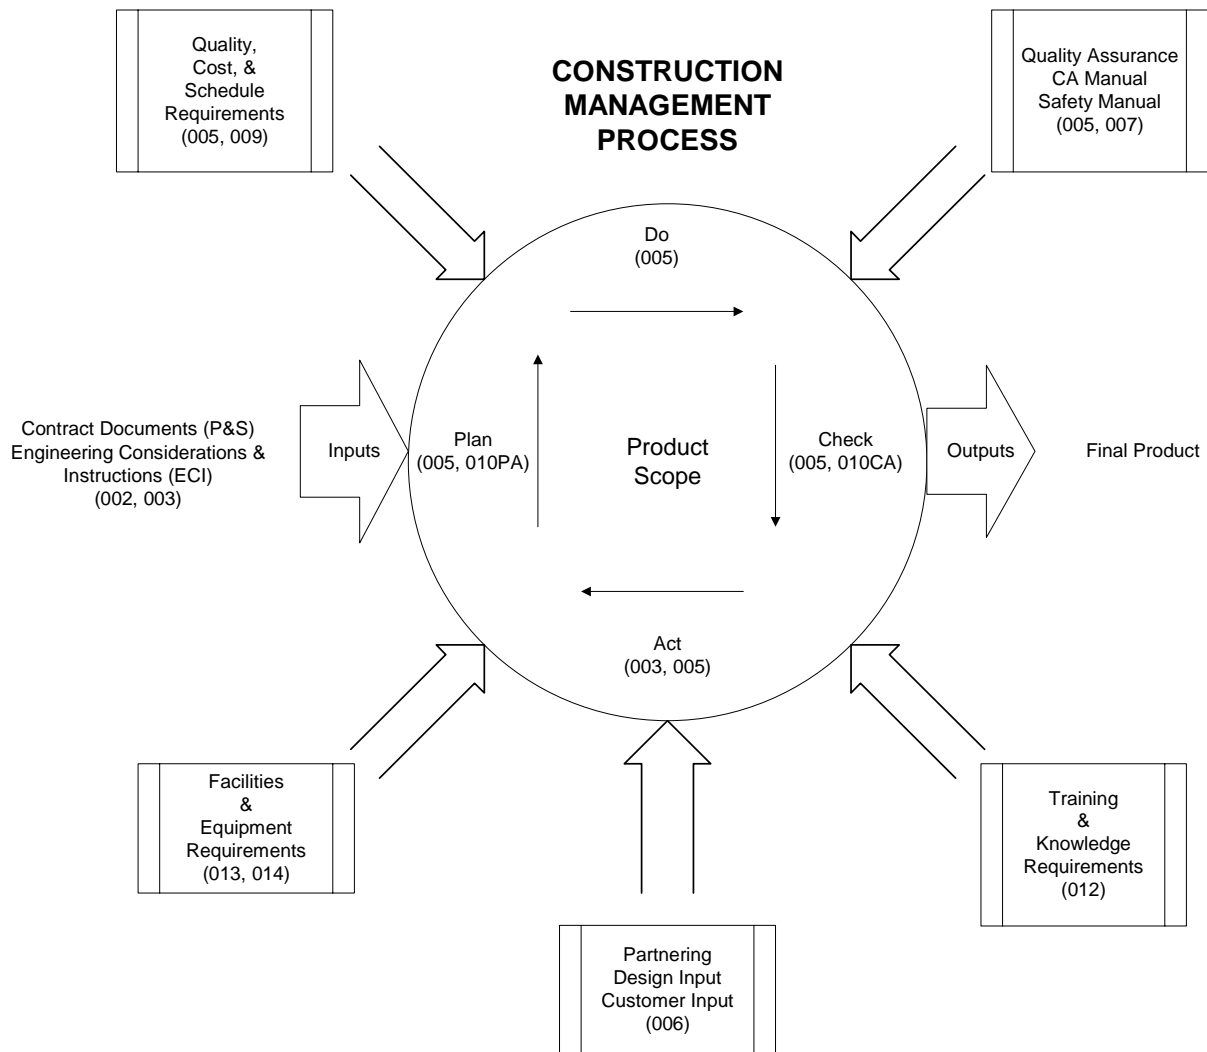 Quality,
Cost, &
Schedule
Requirements
(005, 009)
CONSTRUCTION
MANAGEMENT
PROCESS
Quality Assurance
CA Manual
Safety Manual
(005, 007)
Do
(005)
Contract Documents (P&S)
Engineering Considerations &
Instructions (ECI)
(002, 003)
Inputs
Plan
(005, 010PA)
Product
Scope
Check
(005, 010CA)
Outputs
Final Product
Act
(003, 005)
Facilities
&
Equipment
Requirements
(013, 014)
Training
&
Knowledge
Requirements
(012)
Partnering
Design Input
Customer Input
(006)